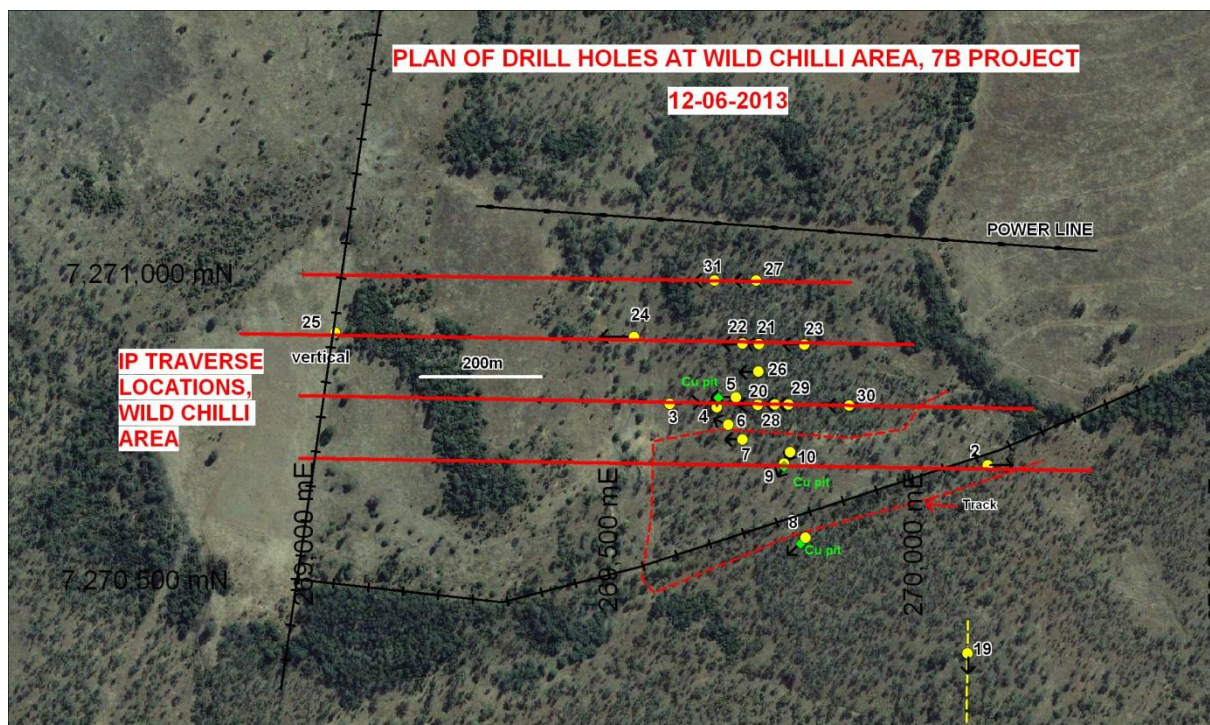 PLAN OF DRILL HOLES AT WILD CHILLI AREA, 7B PROJECT
12-06-2013
POWER LINE
7,271,000 mN
31
27
24
25
vertical
22
21
23
IP TRAVERSE
LOCATIONS,
WILD CHILLI
AREA
200m
26
Cu pit
5
20
29
30
3
4
28
6
7
10
9
Cu pit
2
Track
8
Cu pit
7,270,500 mN
269,000 mE
269,500 mE
270,000 mE
19